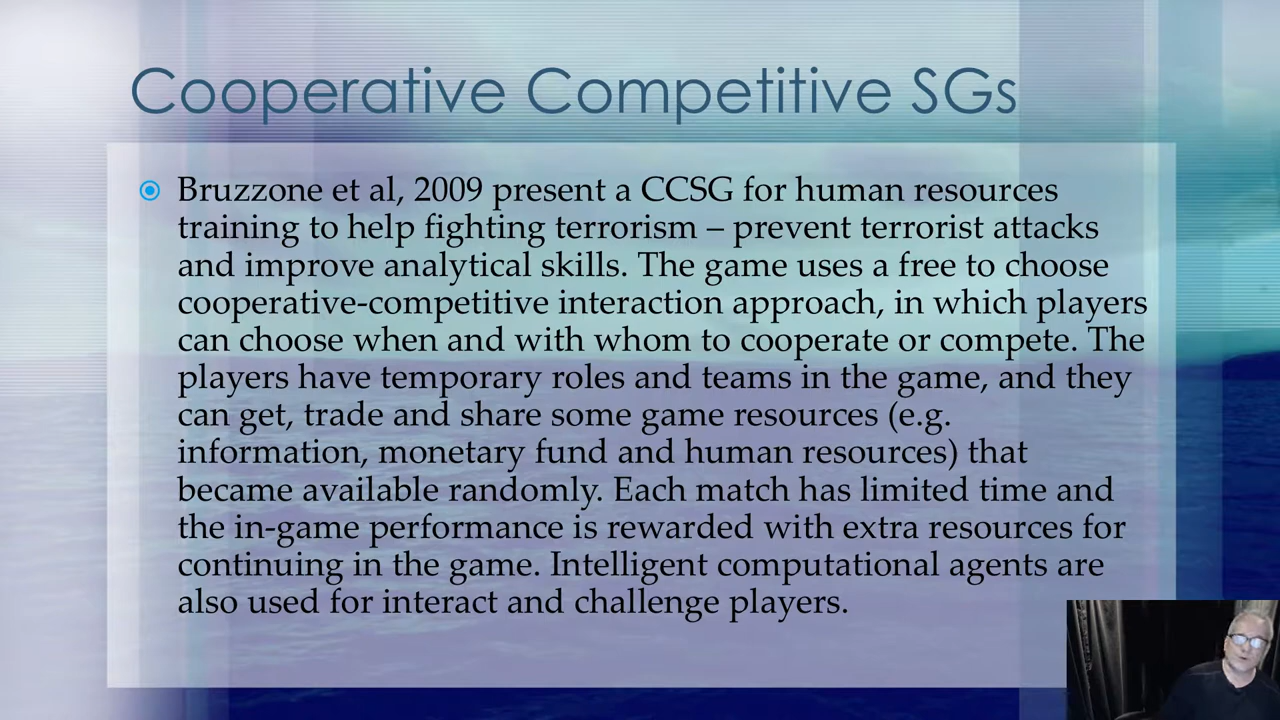 Cooperative Competitive SGs
Bruzzone et al, 2009 present a CCSG for human resources
training to help fighting terrorism – prevent terrorist attacks
and improve analytical skills. The game uses a free to choose
cooperative-competitive interaction approach, in which players
can choose when and with whom to cooperate or compete. The
players have temporary roles and teams in the game, and they
can get, trade and share some game resources (e.g.
information, monetary fund and human resources) that
became available randomly. Each match has limited time and
the in-game performance is rewarded with extra resources for
continuing in the game. Intelligent computational agents are
also used for interact and challenge players.